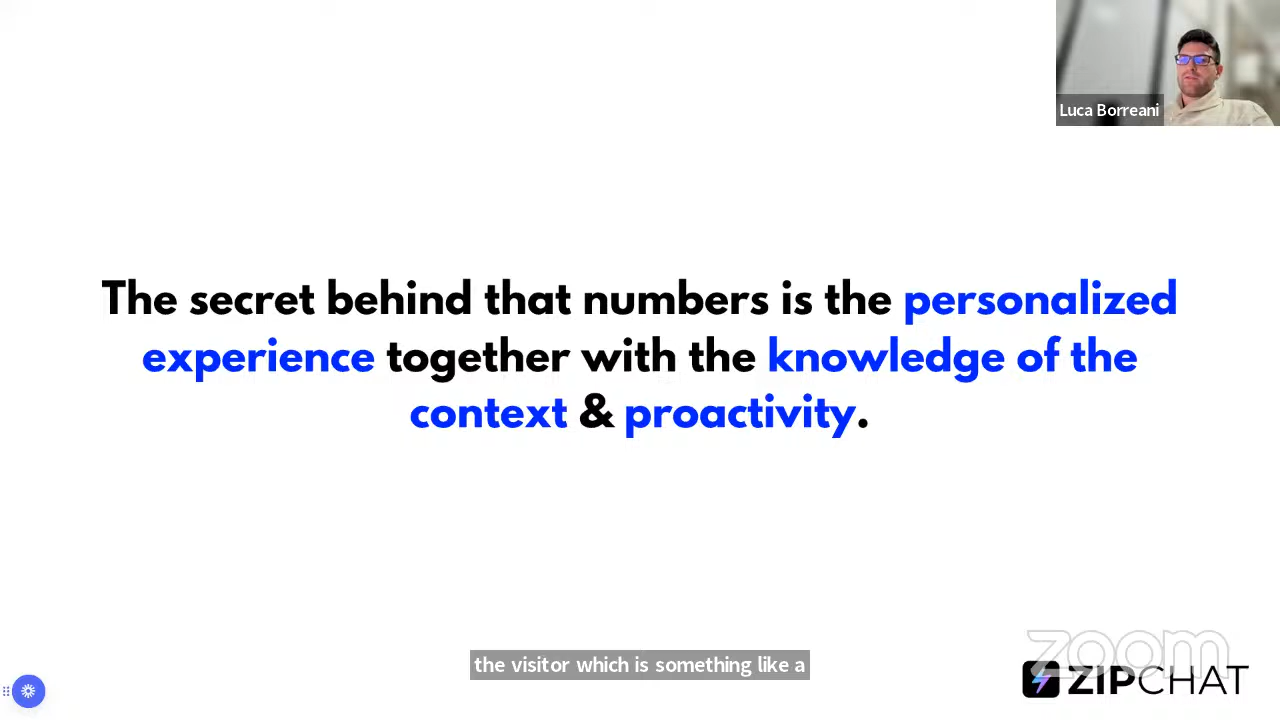 Luca Borreani
The secret behind that numbers is the personalized
experience together with the knowledge of the
context & proactivity.
the visitor which is something like a
zoom
ZIPCHAT